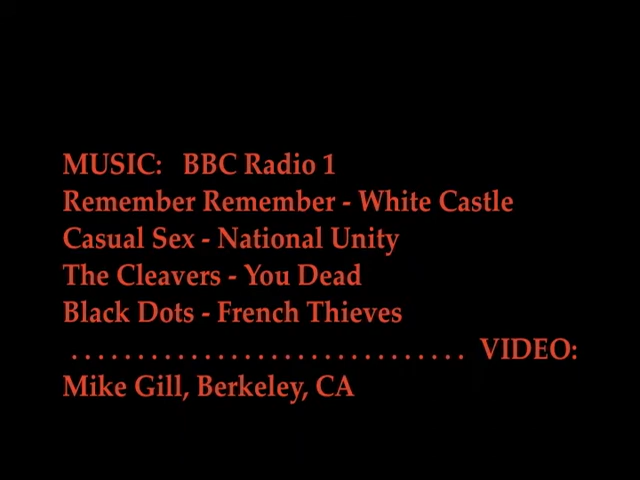 MUSIC: BBC Radio 1
Remember Remember - White Castle
Casual Sex - National Unity
The Cleavers - You Dead
Black Dots - French Thieves
. . . . . . . . . . . . . . . . . . . . . . . . . . . . . . VIDEO:
Mike Gill, Berkeley, CA